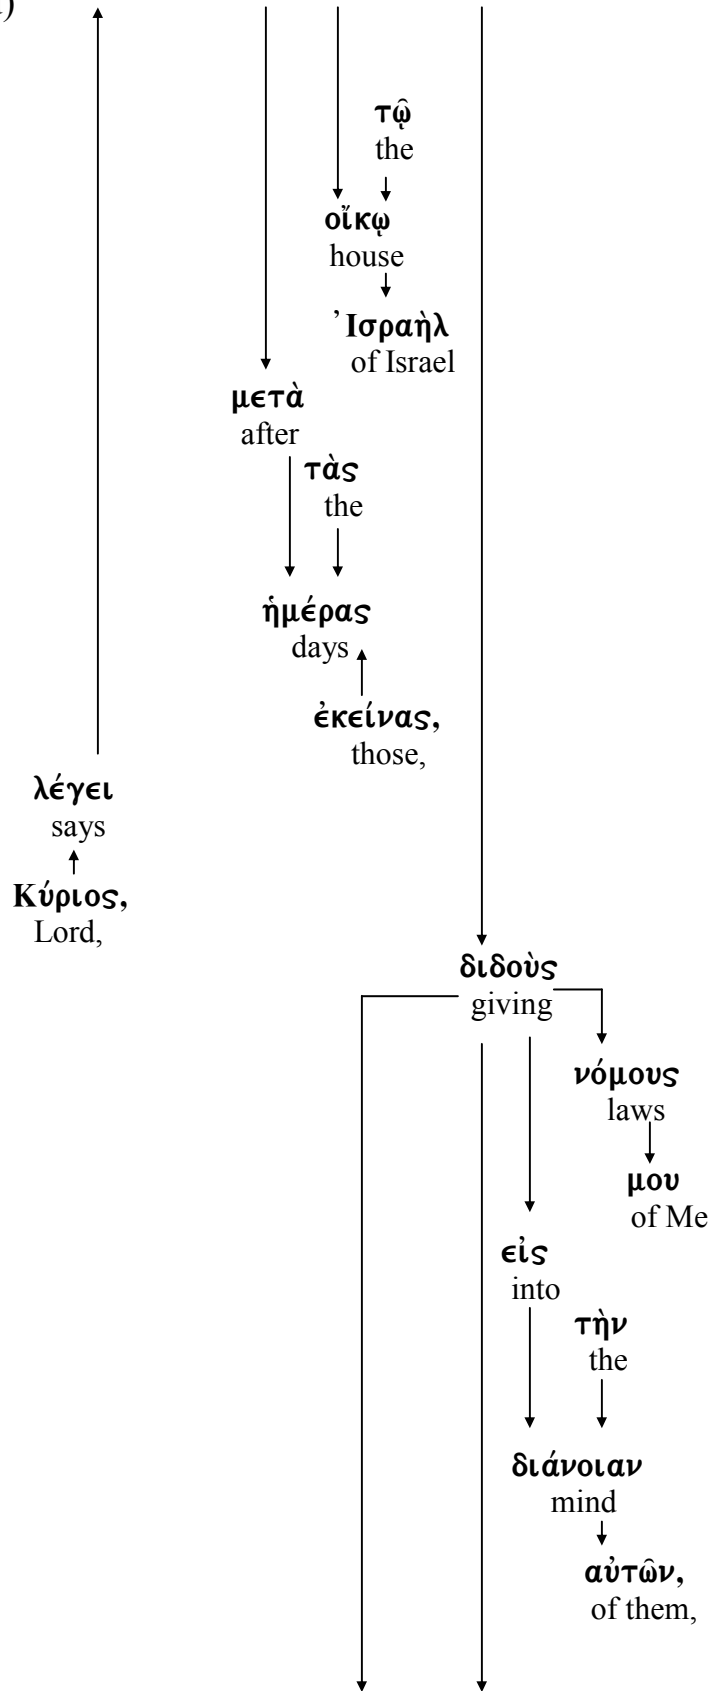 τῷ
the
οἴκῳ
house
Ἰσραὴλ
of Israel
μετὰ
after
τὰς
the
ἡμέρας
days
ἐκείνας,
those,
λέγει
says
Κύριος,
Lord,
διδοὺς
giving
νόμους
laws
μου
of Me
εἰς
into
τὴν
the
διάνοιαν
mind
αὐτῶν,
of them,